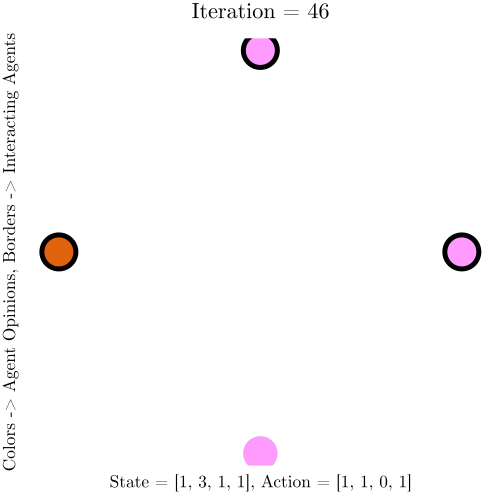 Iteration = 46
Colors -> Agent Opinions, Borders -> Interacting Agents
State = [1, 3, 1, 1], Action = [1, 1, 0, 1]